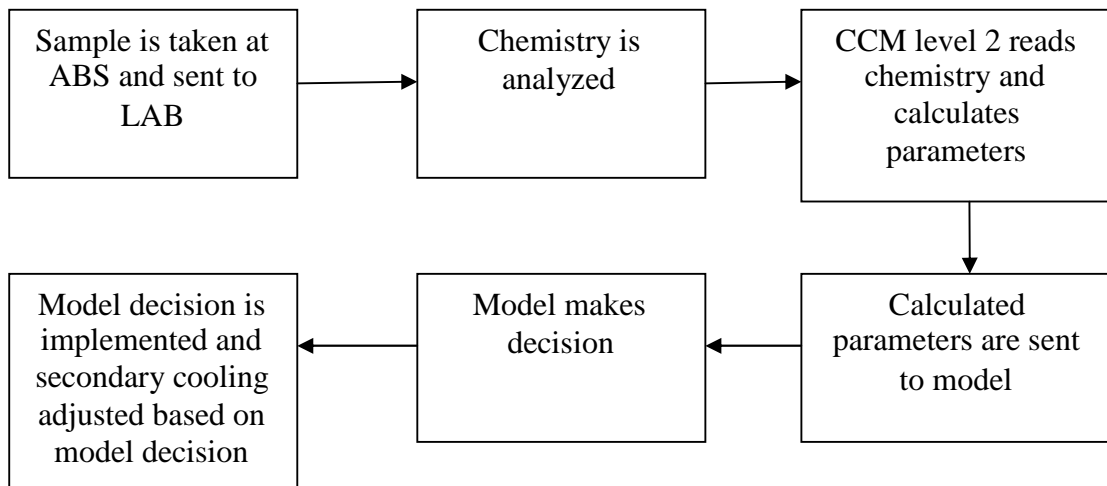 Sample is taken at
ABS and sent to
LAB
Chemistry is
analyzed
CCM level 2 reads
chemistry and
calculates
parameters
Calculated
parameters are sent
to model
Model makes
decision
Model decision is
implemented and
secondary cooling
adjusted based on
model decision